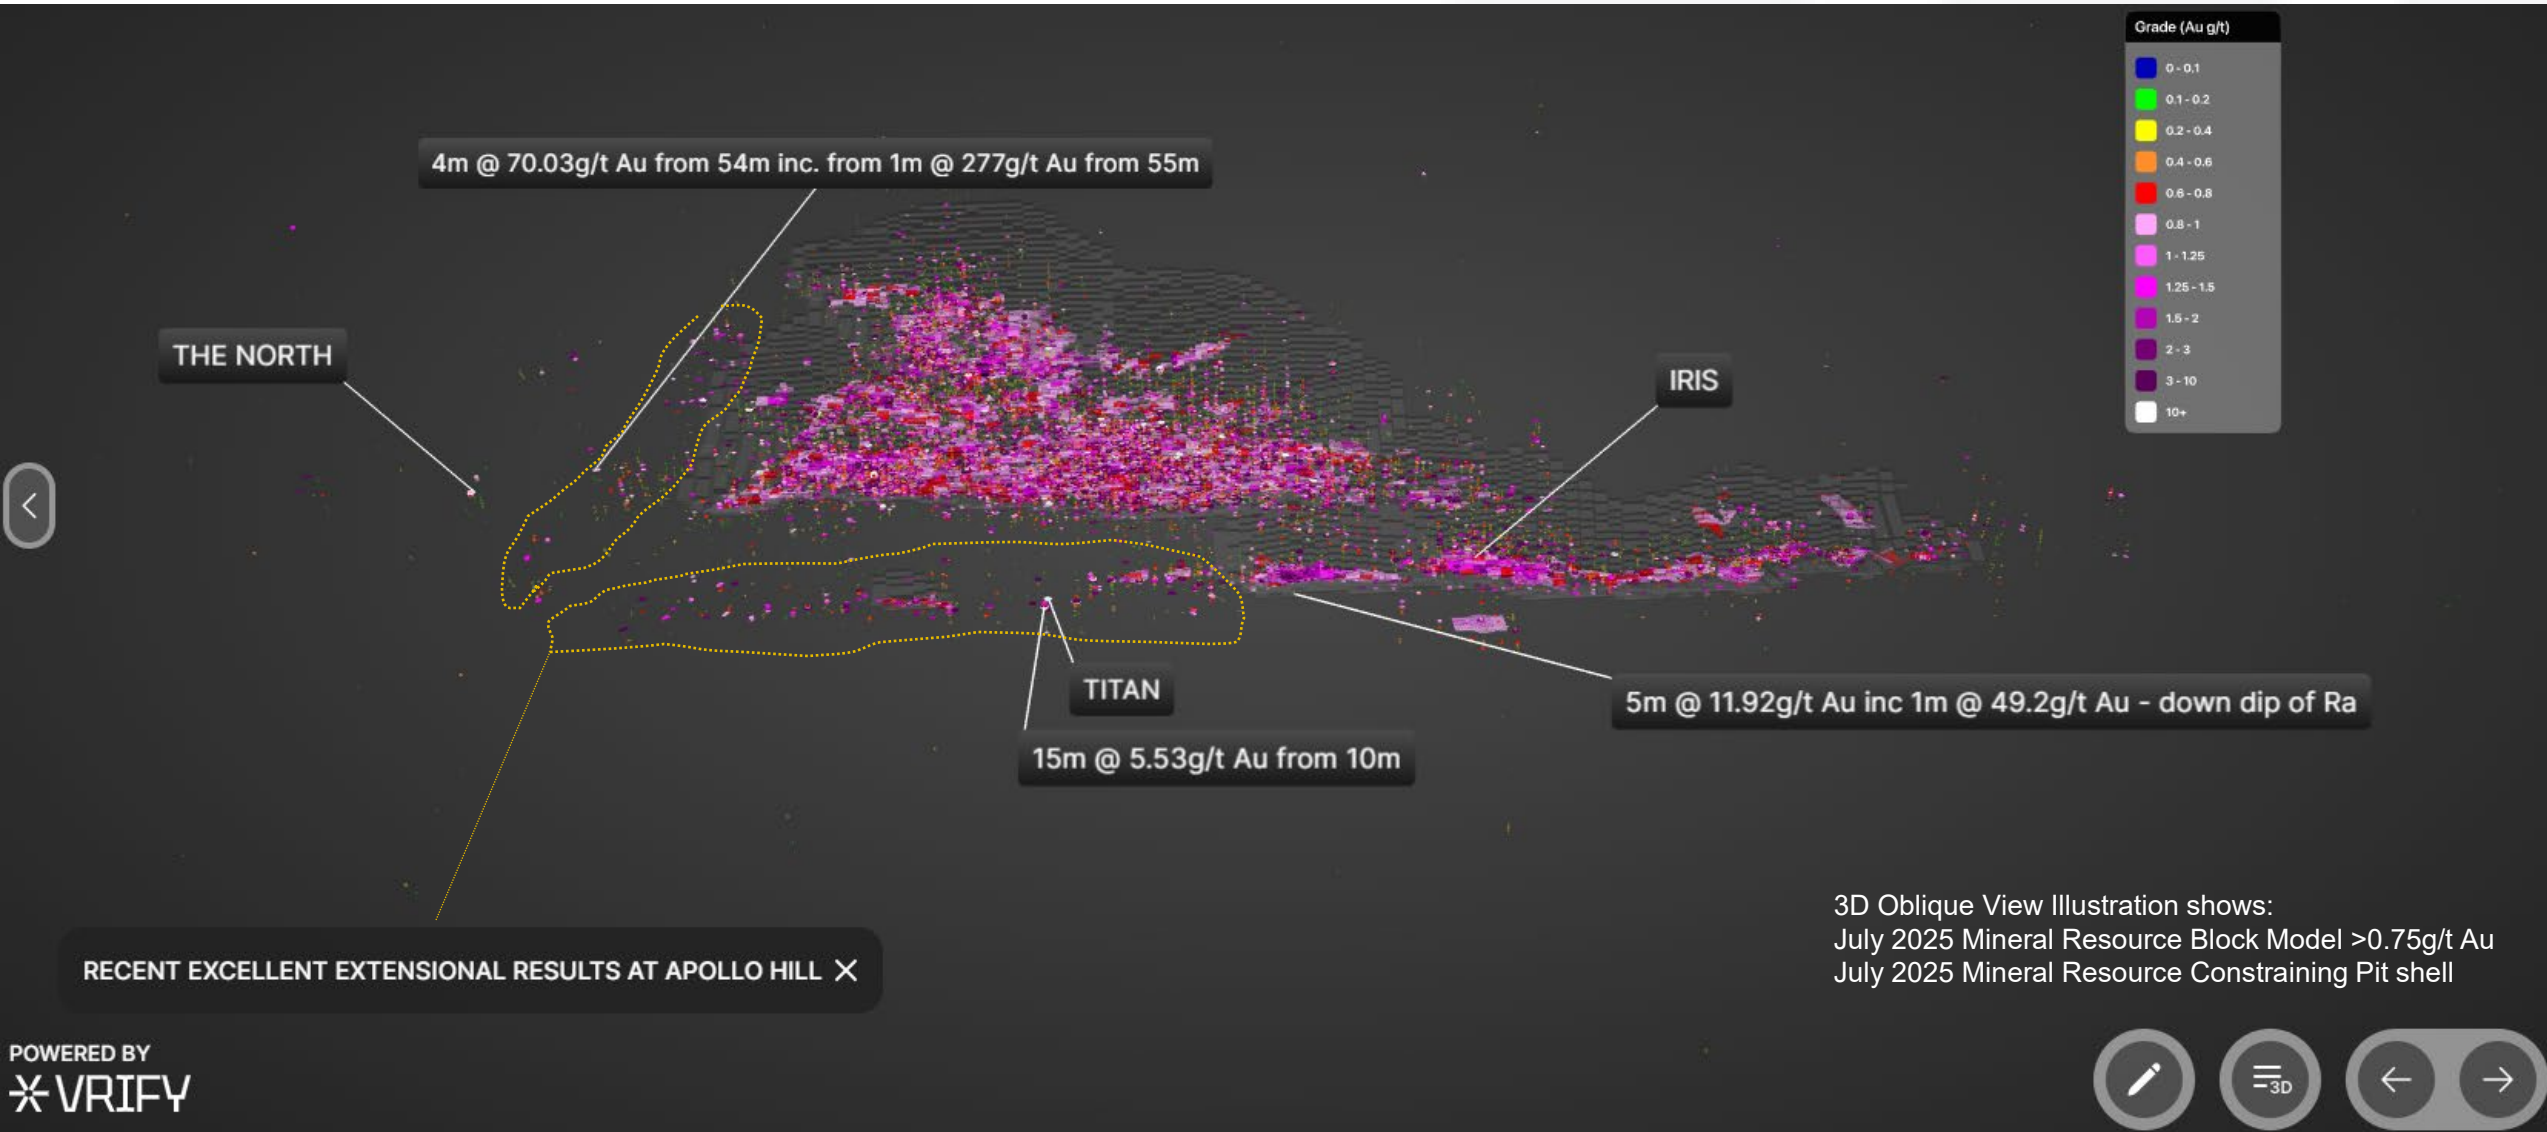 Grade (Au g/t)
0 - 0.1
0.1 - 0.2
0.2 - 0.4
0.4 - 0.6
0.6 - 0.8
0.8 - 1
1 - 1.25
1.25 - 1.5
1.5 - 2
2 - 3
3 - 10
10+
4m @ 70.03g/t Au from 54m inc. from 1m @ 277g/t Au from 55m
THE NORTH
IRIS
TITAN
5m @ 11.92g/t Au inc 1m @ 49.2g/t Au - down dip of Ra
15m @ 5.53g/t Au from 10m
3D Oblique View Illustration shows:
July 2025 Mineral Resource Block Model >0.75g/t Au
July 2025 Mineral Resource Constraining Pit shell
RECENT EXCELLENT EXTENSIONAL RESULTS AT APOLLO HILL
POWERED BY
VRIFY
3D